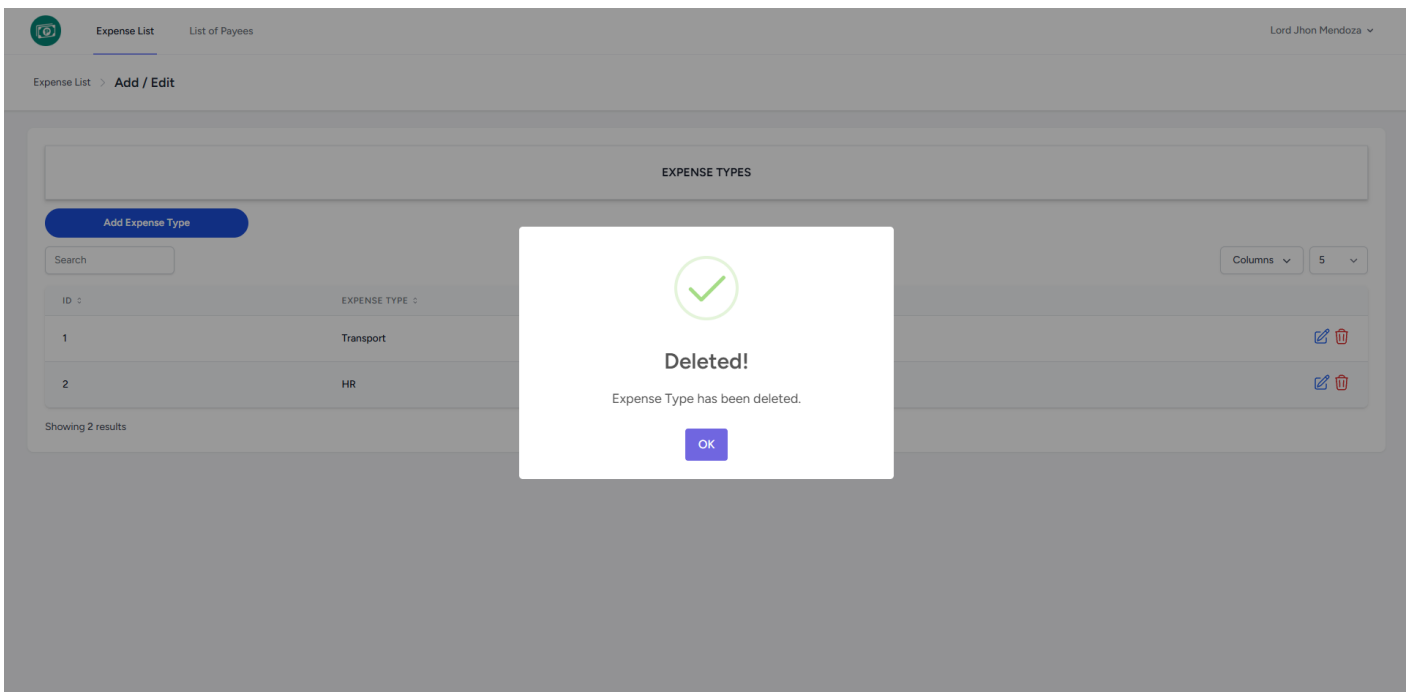 Expense List List of Payees Lord Jhon Mendoza
Expense List > Add / Edit
EXPENSE TYPES
Add Expense Type
Search Columns 5
ID EXPENSE TYPE
1 Transport
2 HR
Showing 2 results
Deleted!
Expense Type has been deleted.
OK